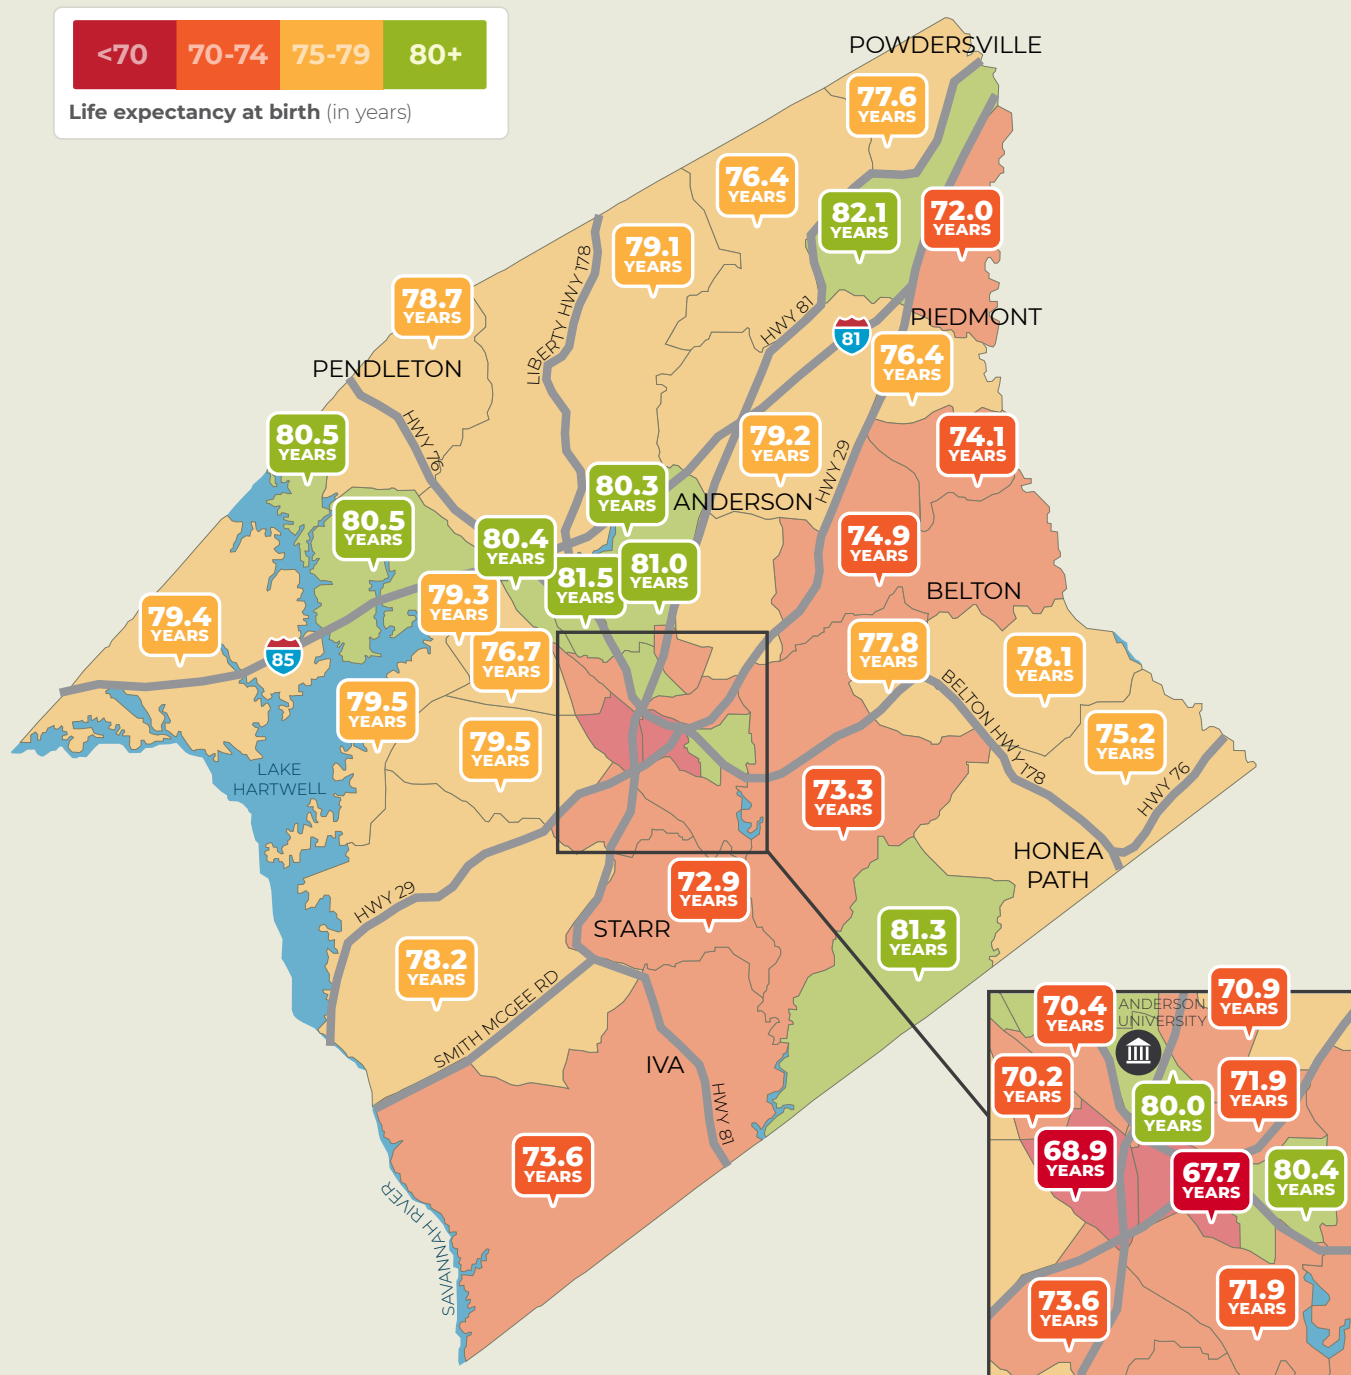 <70 70-74 75-79 80+
Life expectancy at birth (in years)
POWDERSVILLE
77.6
YEARS
76.4
YEARS
82.1
YEARS
72.0
YEARS
79.1
YEARS
LIBERTY HWY 178
78.7
YEARS
HWY 81
PIEDMONT
81
76.4
YEARS
PENDLETON
HWY 76
80.5
YEARS
79.2
YEARS
HWY 29
74.1
YEARS
80.3
YEARS
ANDERSON
80.5
YEARS
80.4
YEARS
74.9
YEARS
81.5
YEARS
81.0
YEARS
BELTON
79.3
YEARS
79.4
YEARS
85
76.7
YEARS
77.8
YEARS
78.1
YEARS
79.5
YEARS
BELTON HWY 178
79.5
YEARS
75.2
YEARS
LAKE
HARTWELL
HWY 76
73.3
YEARS
HONEA
PATH
72.9
YEARS
HWY 29
STARR
81.3
YEARS
78.2
YEARS
SMITH MCGEE RD
IVA
HWY 81
73.6
YEARS
SAVANNAH RIVER
70.4
YEARS
ANDERSON
UNIVERSITY
70.9
YEARS
70.2
YEARS
71.9
YEARS
80.0
YEARS
68.9
YEARS
67.7
YEARS
80.4
YEARS
73.6
YEARS
71.9
YEARS